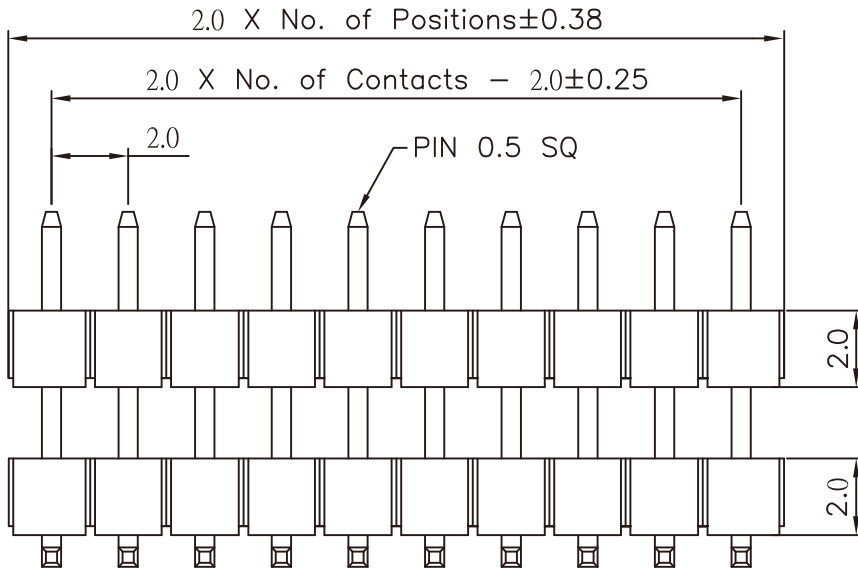 2.0 X No. of Positions±0.38
2.0 X No. of Contacts - 2.0±0.25
2.0
PIN 0.5 SQ
2.0
2.0